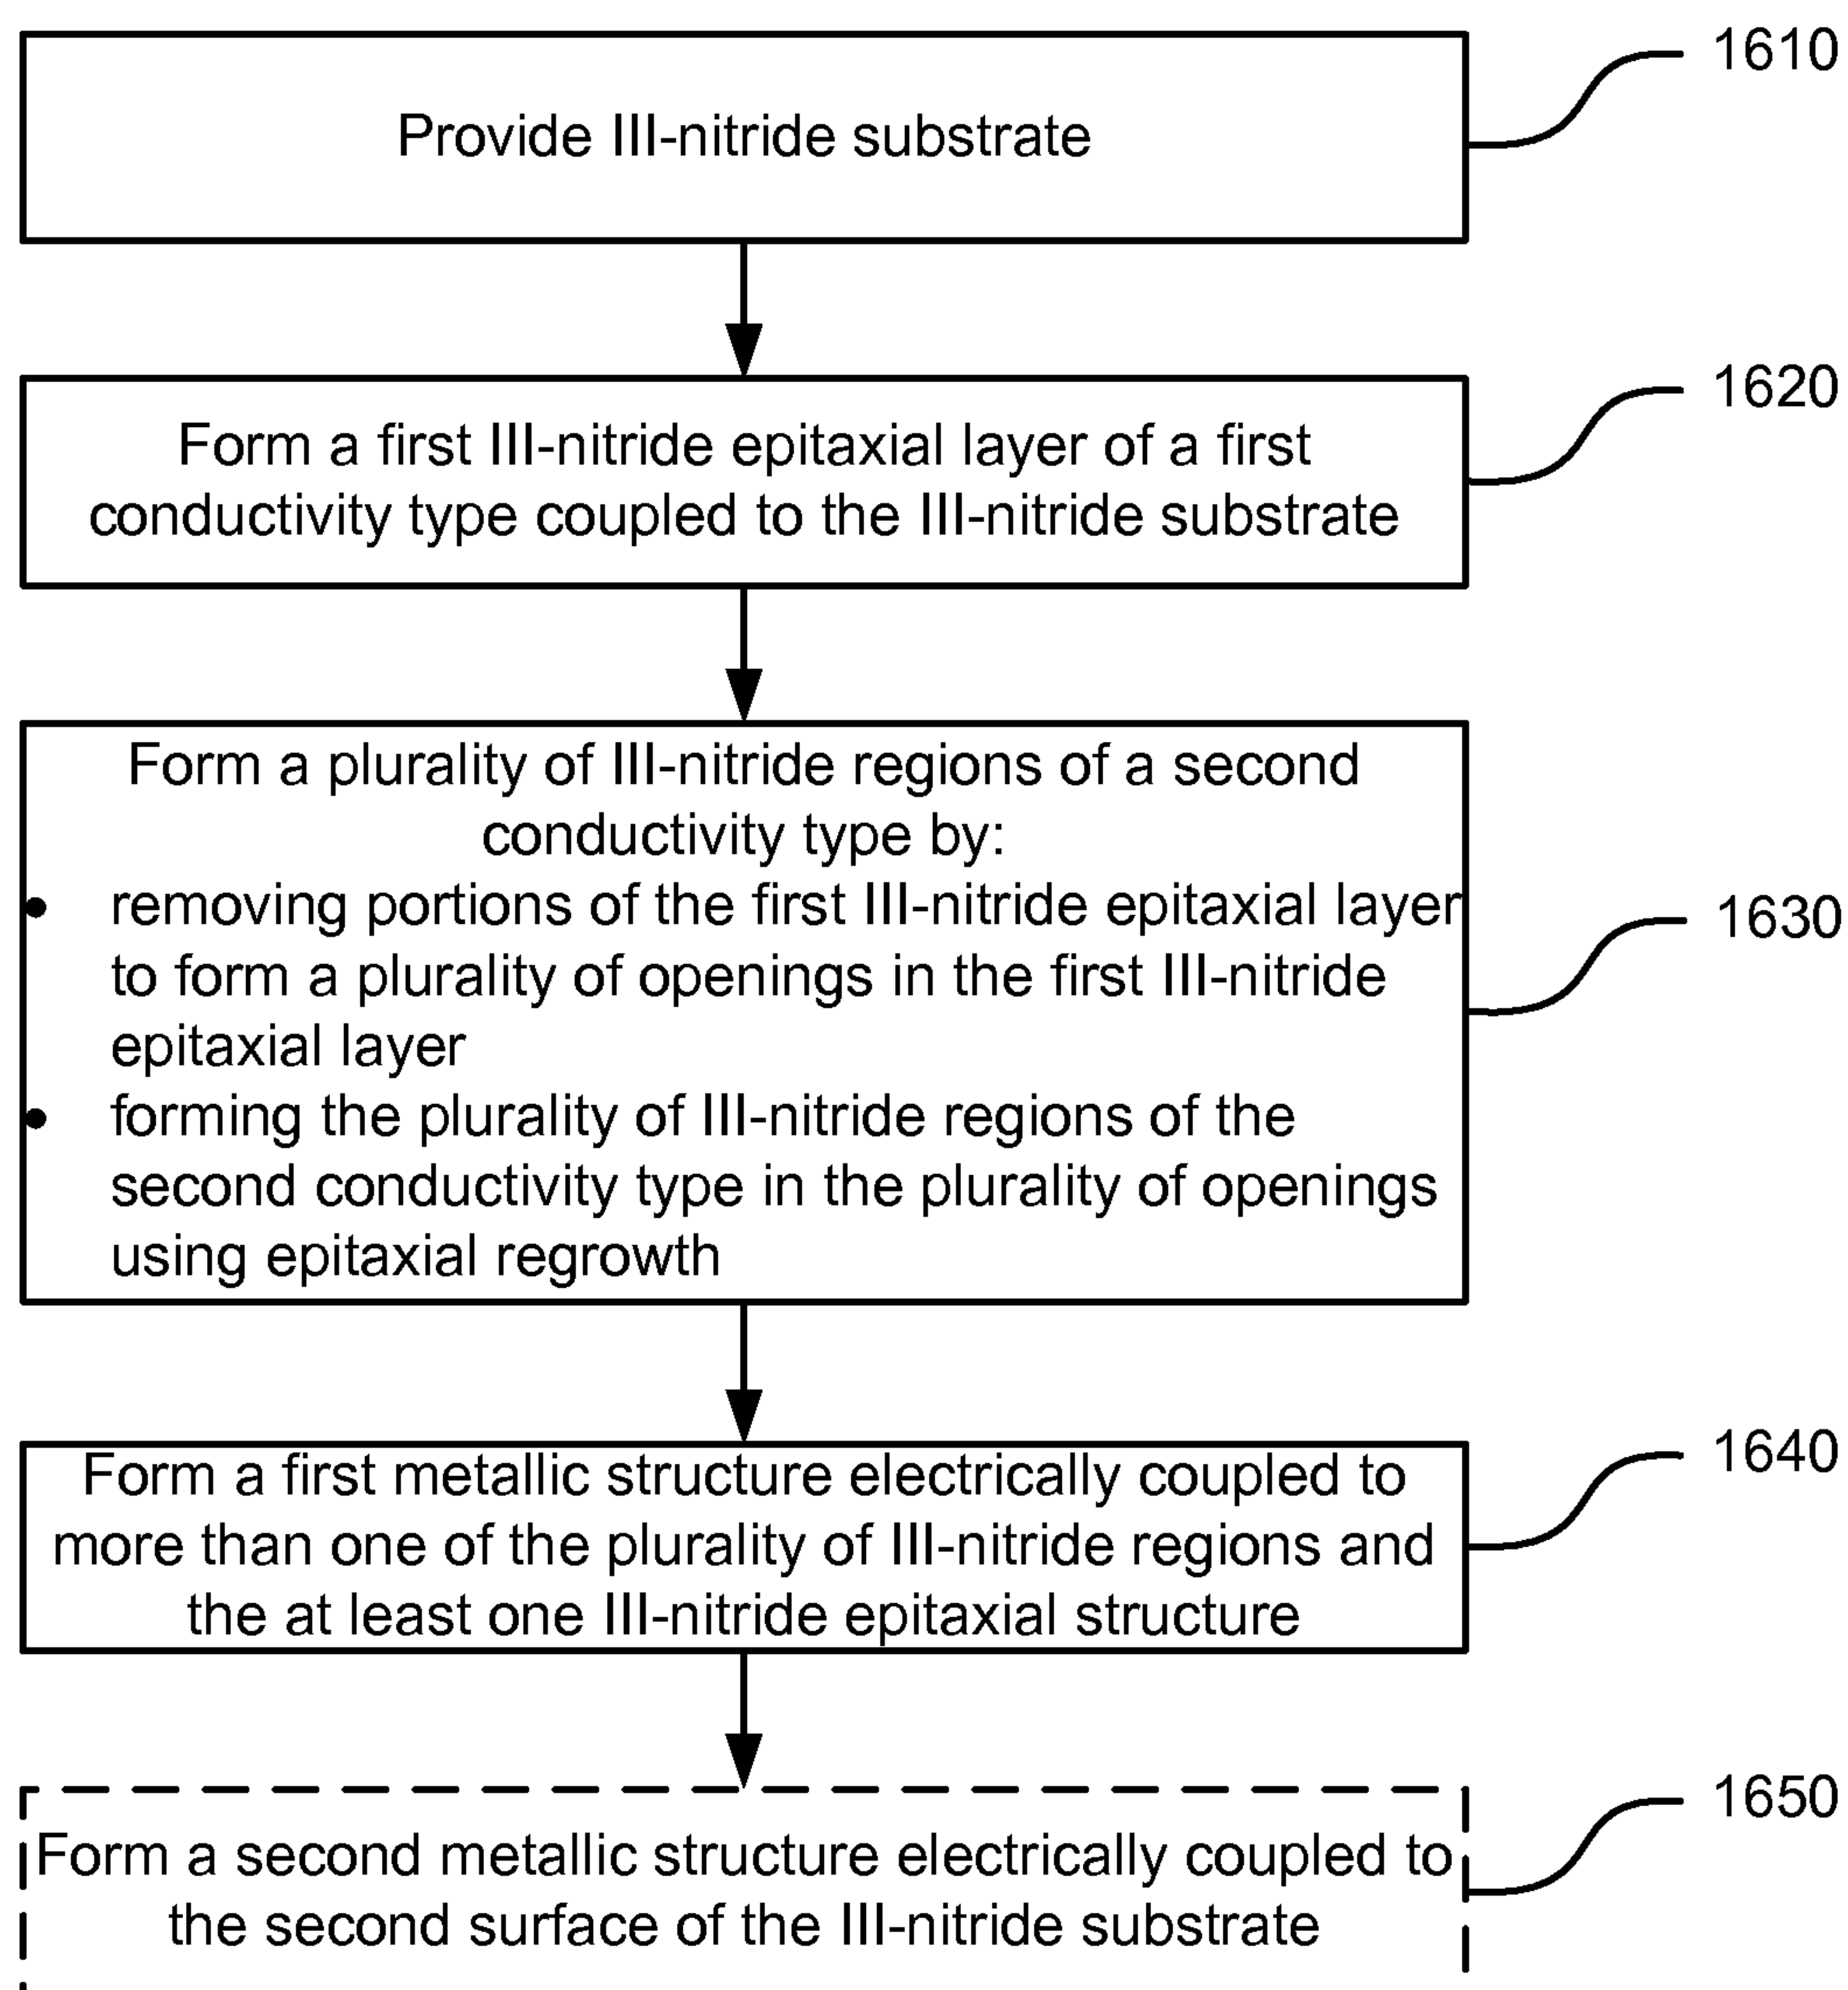 1610
Provide III-nitride substrate
1620
Form a first III-nitride epitaxial layer of a first
conductivity type coupled to the III-nitride substrate
Form a plurality of III-nitride regions of a second
conductivity type by:
• removing portions of the first III-nitride epitaxial layer
1630
to form a plurality of openings in the first III-nitride
epitaxial layer
• forming the plurality of III-nitride regions of the
second conductivity type in the plurality of openings
using epitaxial regrowth
1640
Form a first metallic structure electrically coupled to
more than one of the plurality of III-nitride regions and
the at least one III-nitride epitaxial structure
1650
Form a second metallic structure electrically coupled to
the second surface of the III-nitride substrate